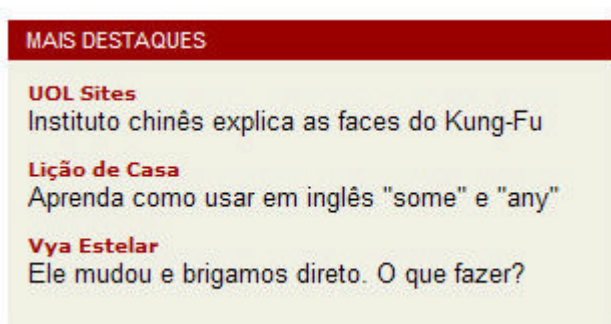 MAIS DESTAQUES
UOL Sites
Instituto chinês explica as faces do Kung-Fu
Lição de Casa
Aprenda como usar em inglês "some" e "any"
Vya Estelar
Ele mudou e brigamos direto. O que fazer?